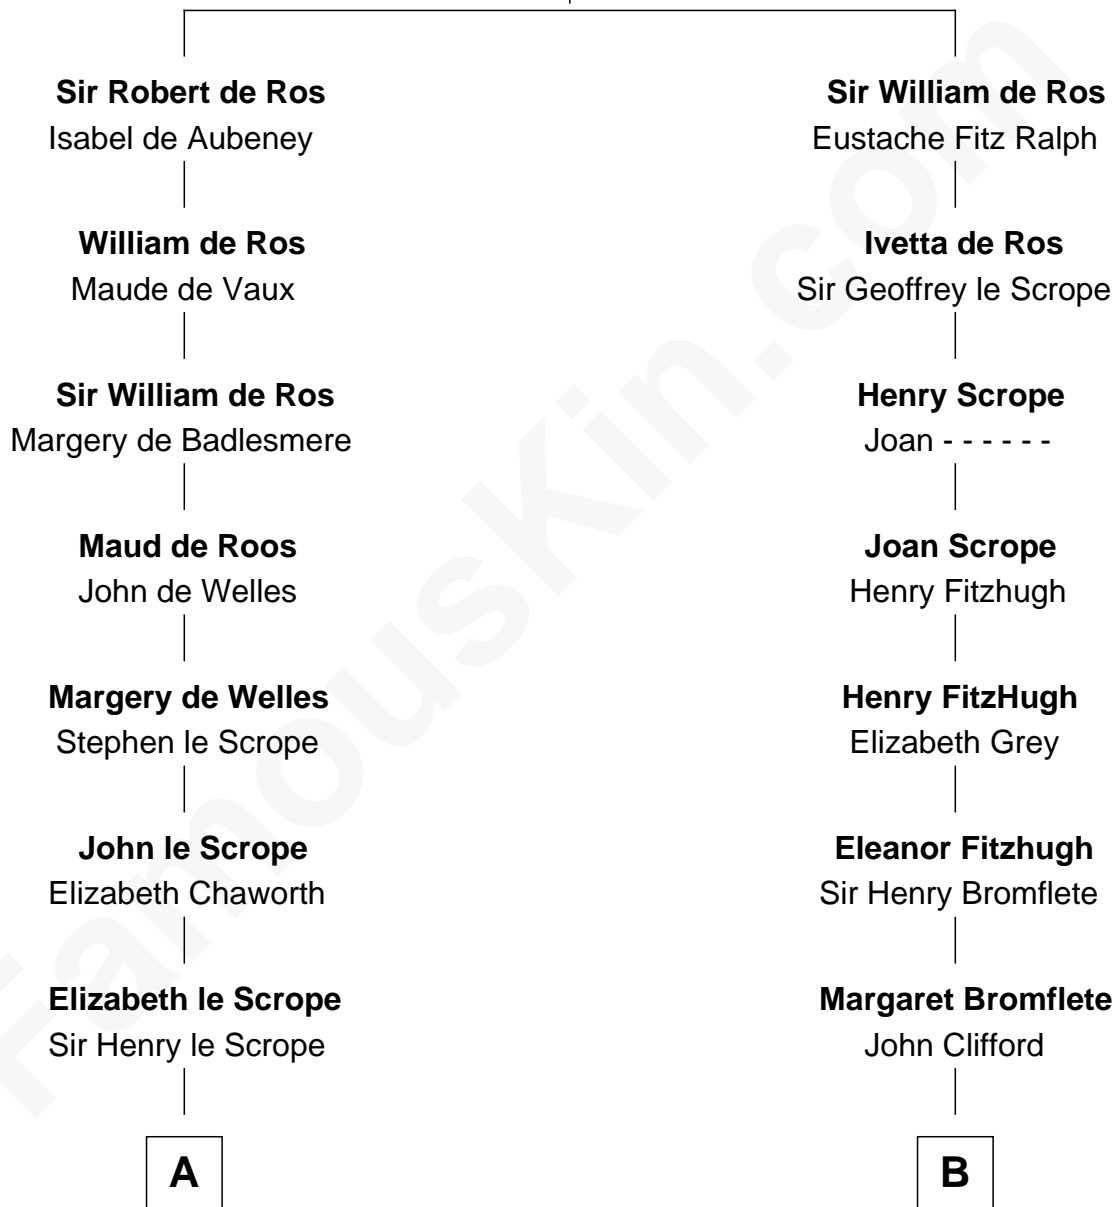 Sir Robert de Ros
Isabel de Aubeney
William de Ros
Maude de Vaux
Sir William de Ros
Margery de Badlesmere
Maud de Roos
John de Welles
Margery de Welles
Stephen le Scrope
John le Scrope
Elizabeth Chaworth
Elizabeth le Scrope
Sir Henry le Scrope
A
Sir William de Ros
Eustache Fitz Ralph
Ivetta de Ros
Sir Geoffrey le Scrope
Henry Scrope
Joan - - - - - -
Joan Scrope
Henry Fitzhugh
Henry FitzHugh
Elizabeth Grey
Eleanor Fitzhugh
Sir Henry Bromflete
Margaret Bromflete
John Clifford
B
FamousKin.com